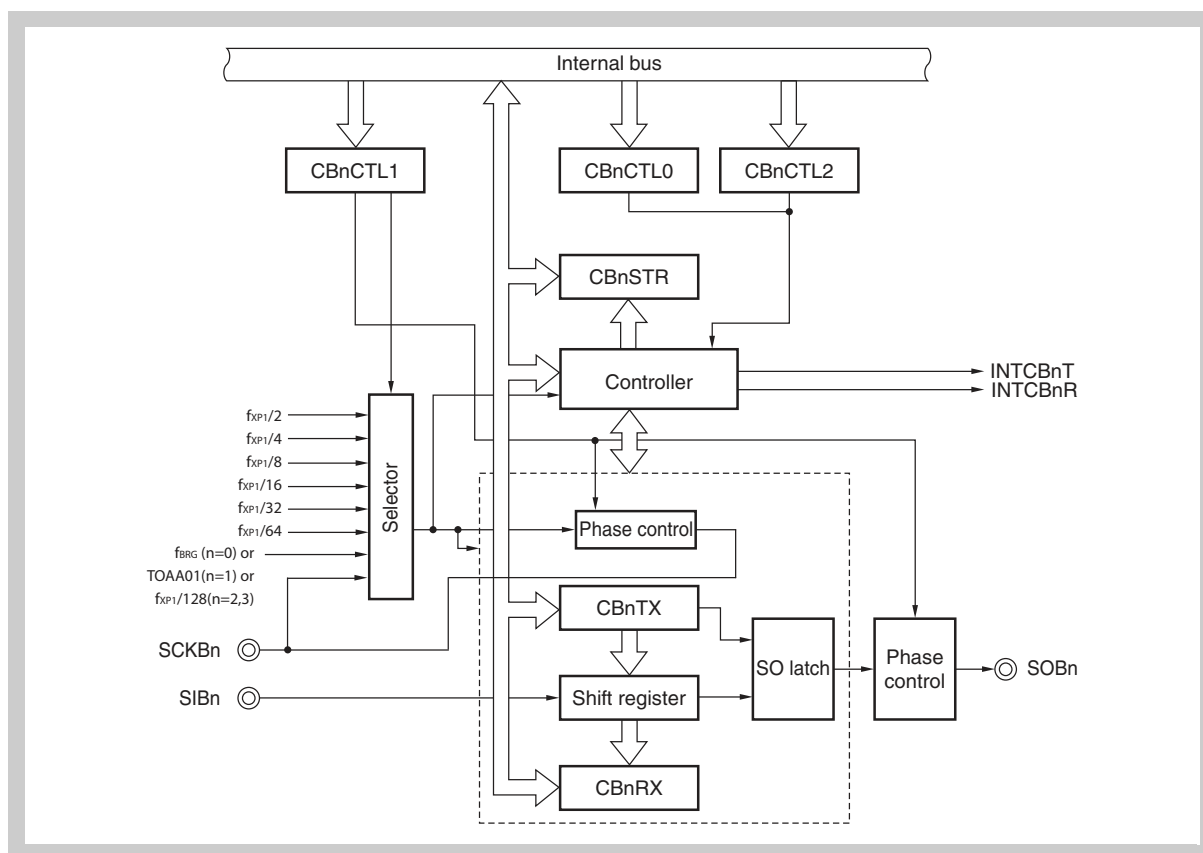 Internal bus
CBnCTL1
CBnCTL0
CBnCTL2
CBnSTR
Controller
INTCBnT
INTCBnR
fXP1/2
fXP1/4
fXP1/8
fXP1/16
fXP1/32
fXP1/64
fBRG (n=0) or
TOAA01(n=1) or
fXP1/128(n=2,3)
Selector
Phase control
CBnTX
SCKBn
SO latch
Phase
control
SOBn
SIBn
Shift register
CBnRX